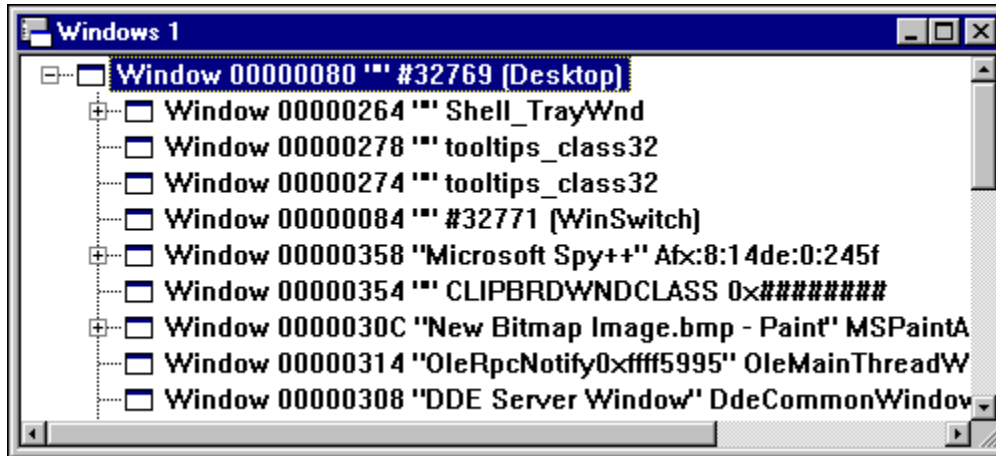 Windows 1
Window 00000080 "" #32769 (Desktop)
Window 00000264 "" Shell_TrayWnd
Window 00000278 "" tooltips_class32
Window 00000274 "" tooltips_class32
Window 00000084 "" #32771 (WinSwitch)
Window 00000358 "Microsoft Spy++" Afx:8:14de:0:245f
Window 00000354 "" CLIPBRDWNDCLASS 0x########
Window 0000030C "New Bitmap Image.bmp - Paint" MSPaintA
Window 00000314 "OleRpcNotify0xffff5995" OleMainThreadW
Window 00000308 "DDE Server Window" DdeCommonWindow